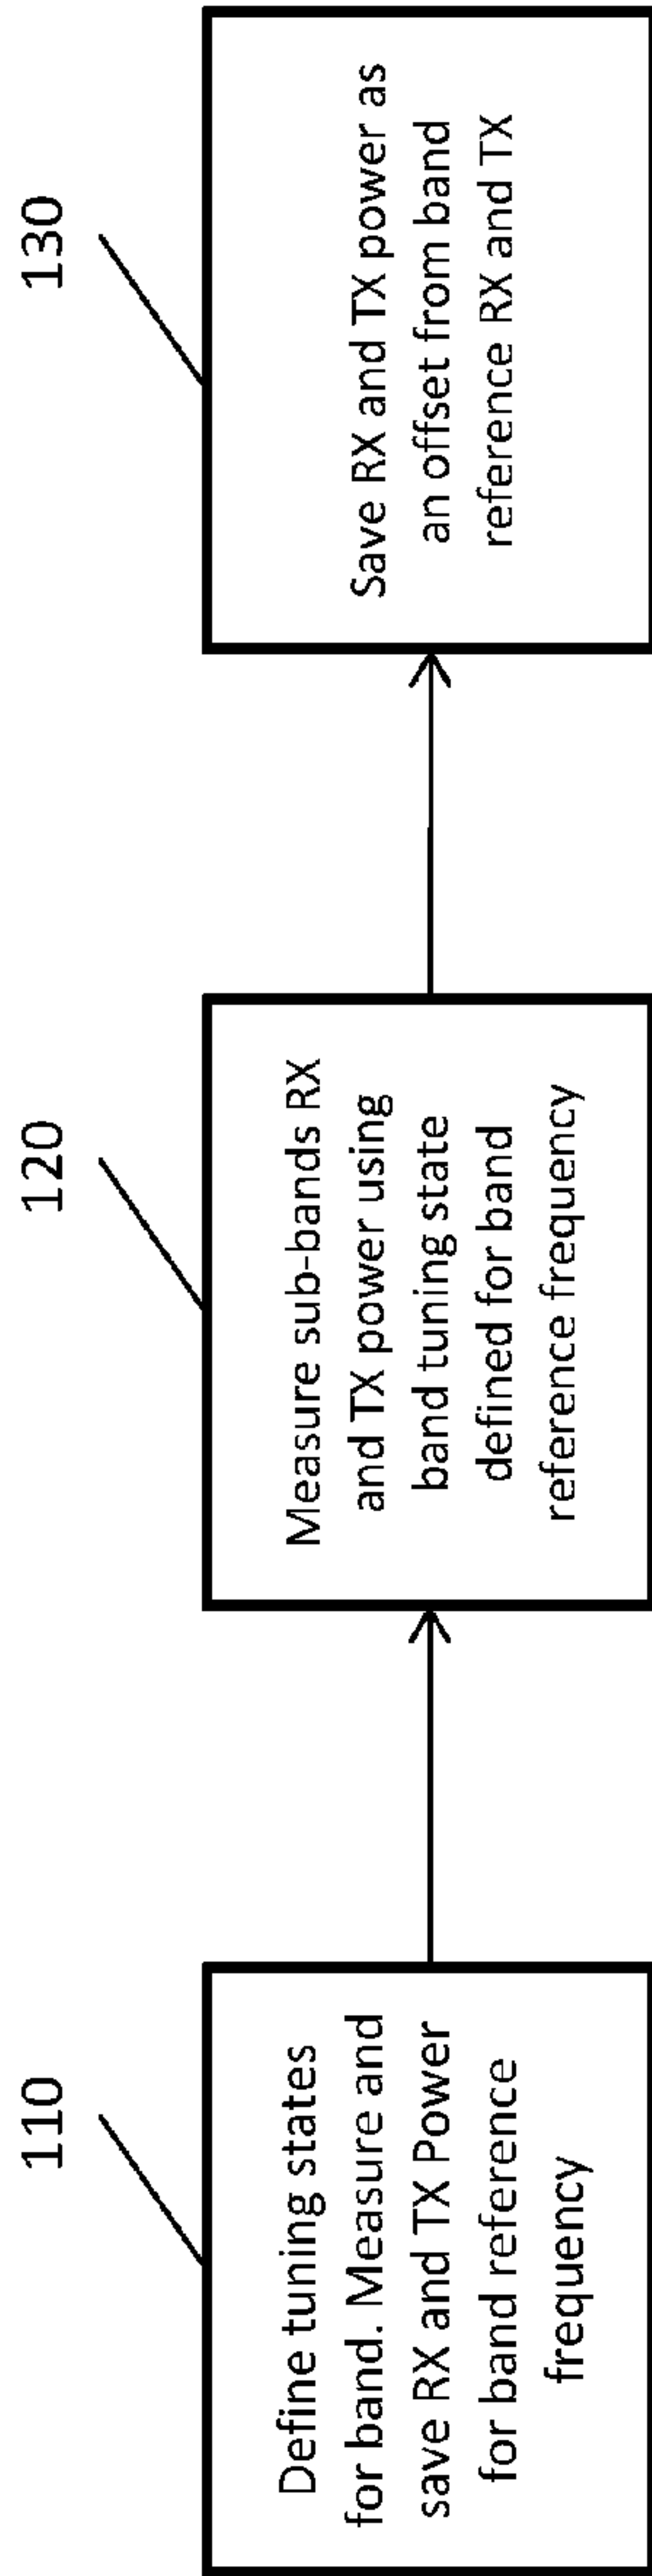 110
Define tuning states
for band. Measure and
save RX and TX Power
for band reference
frequency
120
Measure sub-bands RX
and TX power using
band tuning state
defined for band
reference frequency
130
Save RX and TX power as
an offset from band
reference RX and TX